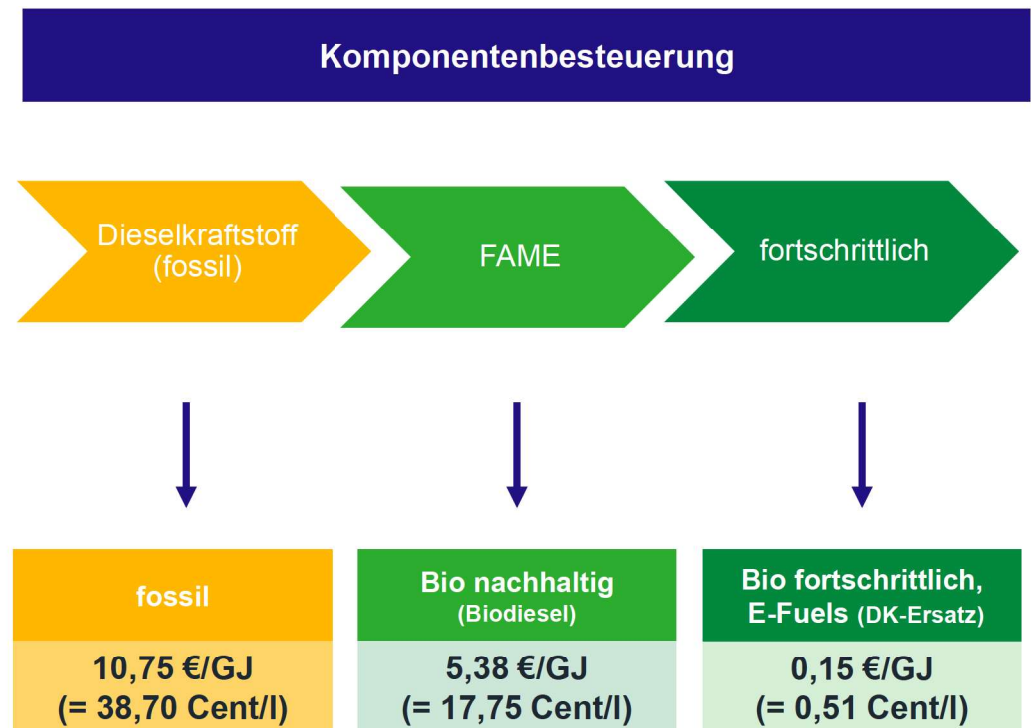 Komponentenbesteuerung
Dieselkraftstoff
(fossil)
FAME
fortschrittlich
fossil
10,75 €/GJ
(= 38,70 Cent/l)
Bio nachhaltig
(Biodiesel)
5,38 €/GJ
(= 17,75 Cent/l)
Bio fortschrittlich,
E-Fuels (DK-Ersatz)
0,15 €/GJ
(= 0,51 Cent/l)